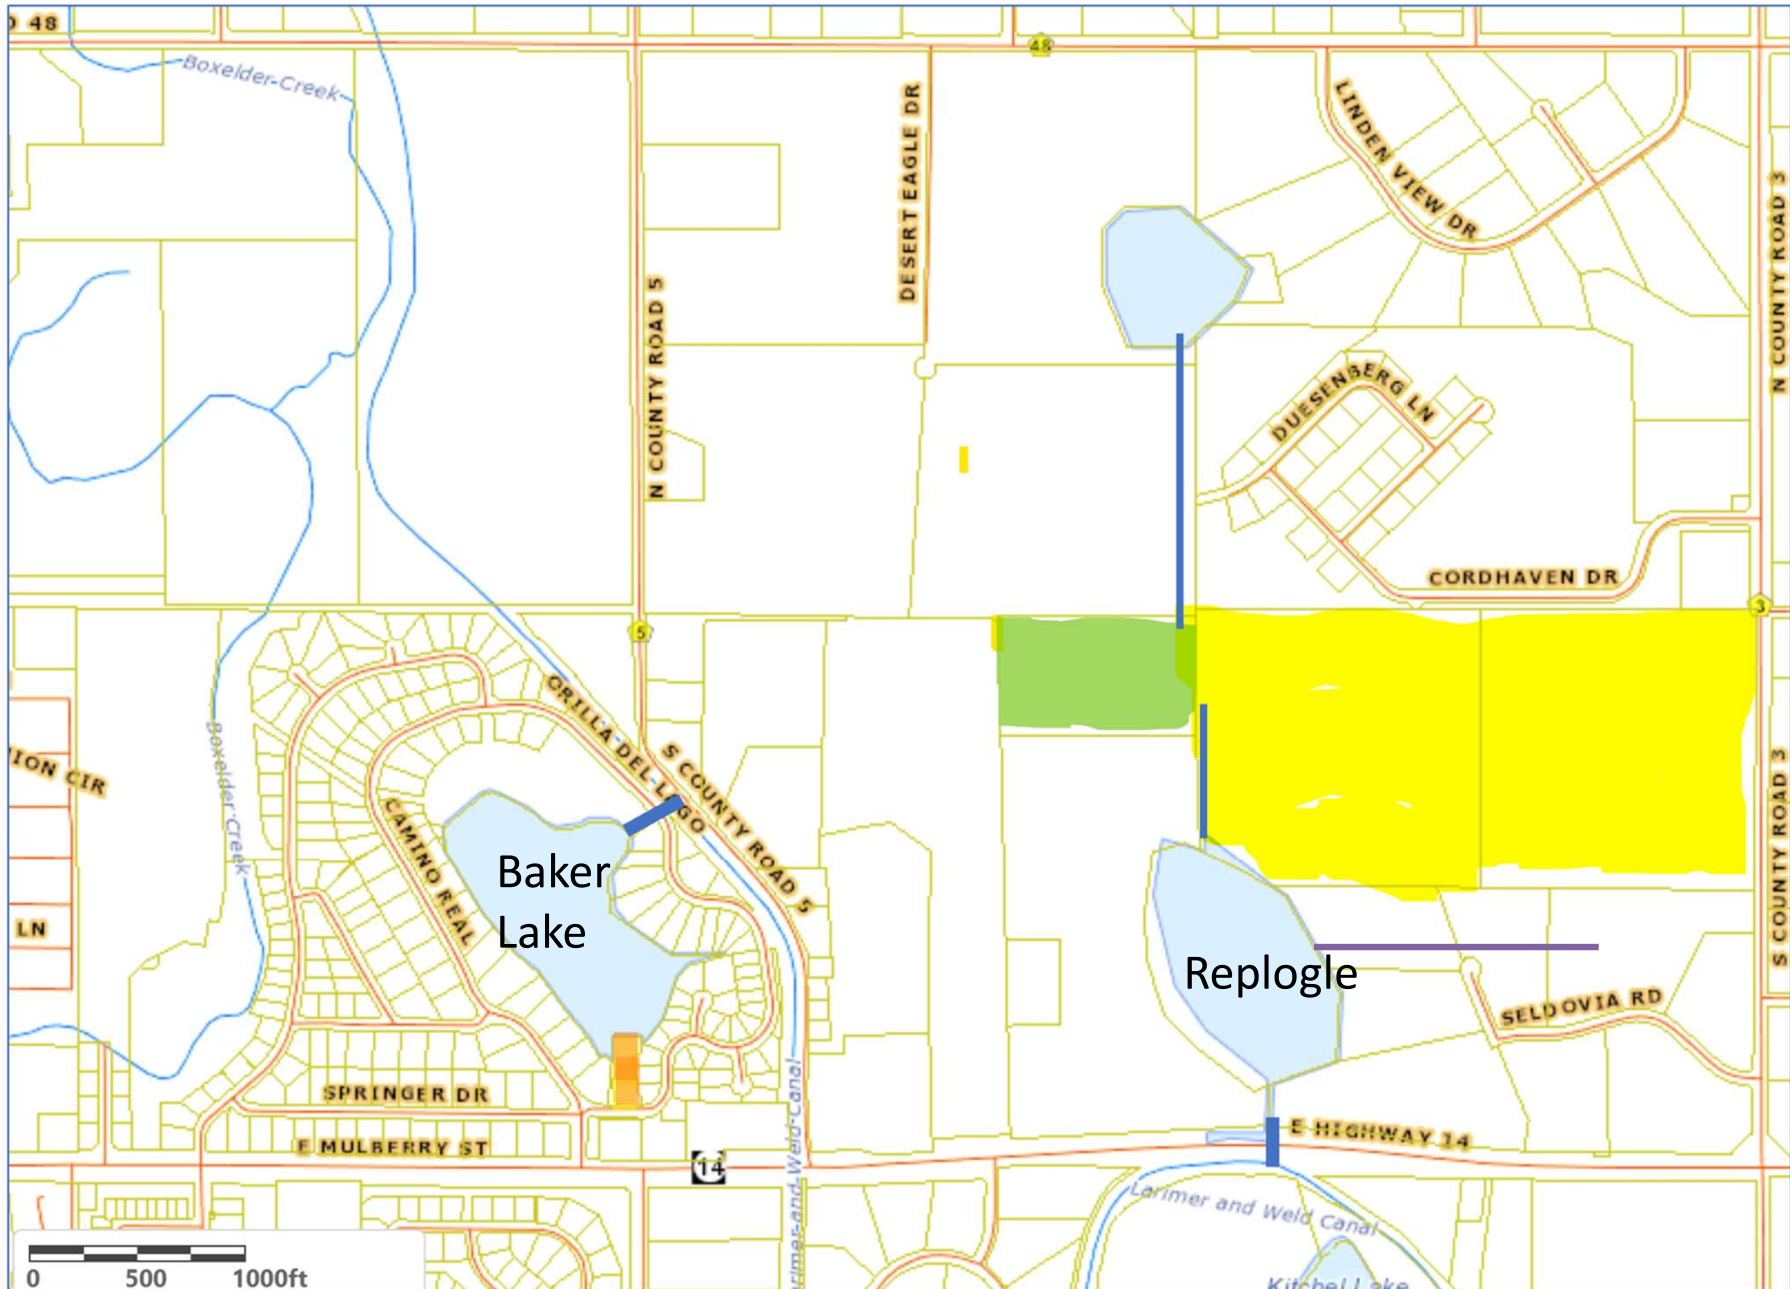 48
Boxelder-Creek
48
DESERT EAGLE DR
LINDEN VIEW DR
N COUNTY ROAD 3
N COUNTY ROAD 5
DUESENBERG LN
CORDHAVEN DR
3
5
ORILLA DEL LAGO
S COUNTY ROAD 5
Boxelder-Creek
ION CIR
CAMINO REAL
Baker
Lake
LN
Replogle
S COUNTY ROAD 3
SELDOVIA RD
SPRINGER DR
E MULBERRY ST
14
E HIGHWAY 14
Larimer-and-Weld-Canal
Larimer and Weld Canal
Kitchel Lake
0 500 1000ft